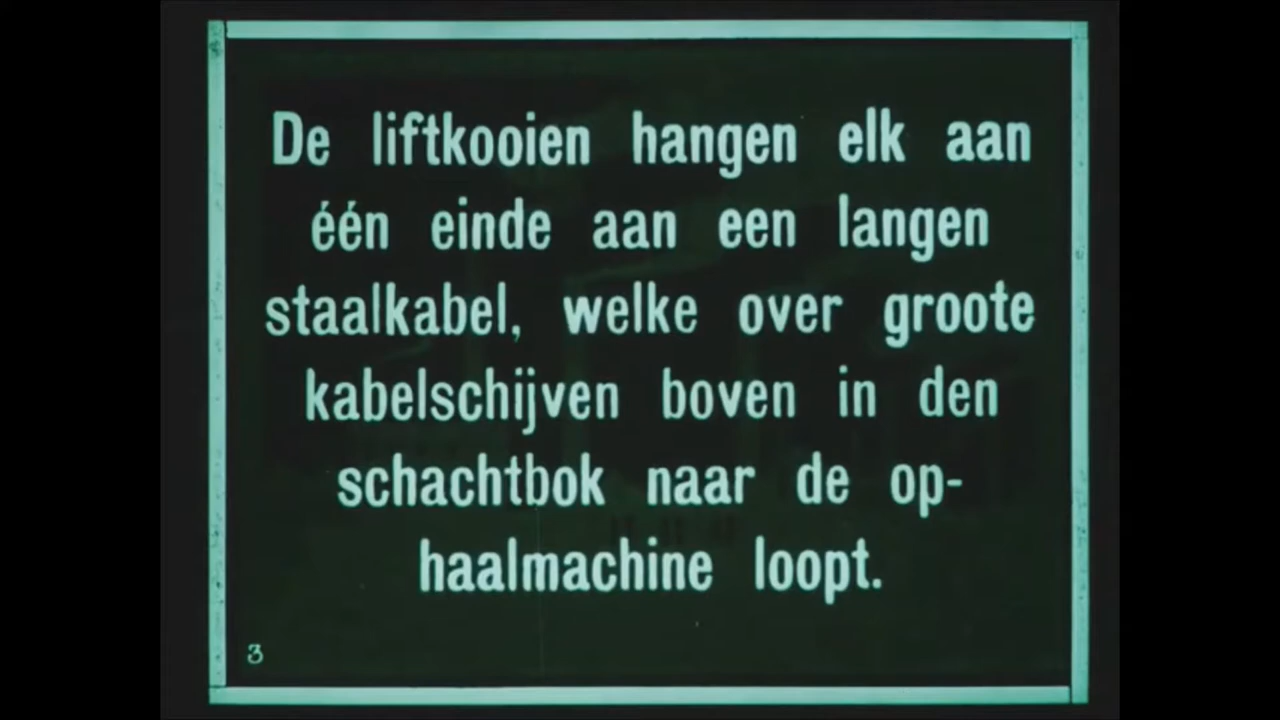 De liftkooien hangen elk aan
één einde aan een langen
staalkabel, welke over groote
kabelschijven boven in den
schachtbok naar de op-
haalmachine loopt.
3